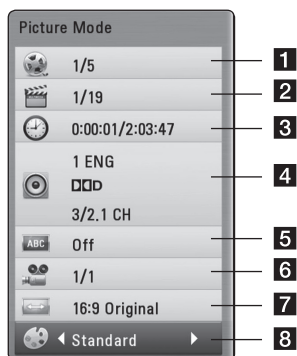 Picture Mode
1/5 1
1/19 2
0:00:01/2:03:47 3
1 ENG
DD D 4
3/2.1 CH
ABC Off 5
1/1 6
16:9 Original 7
Standard 8